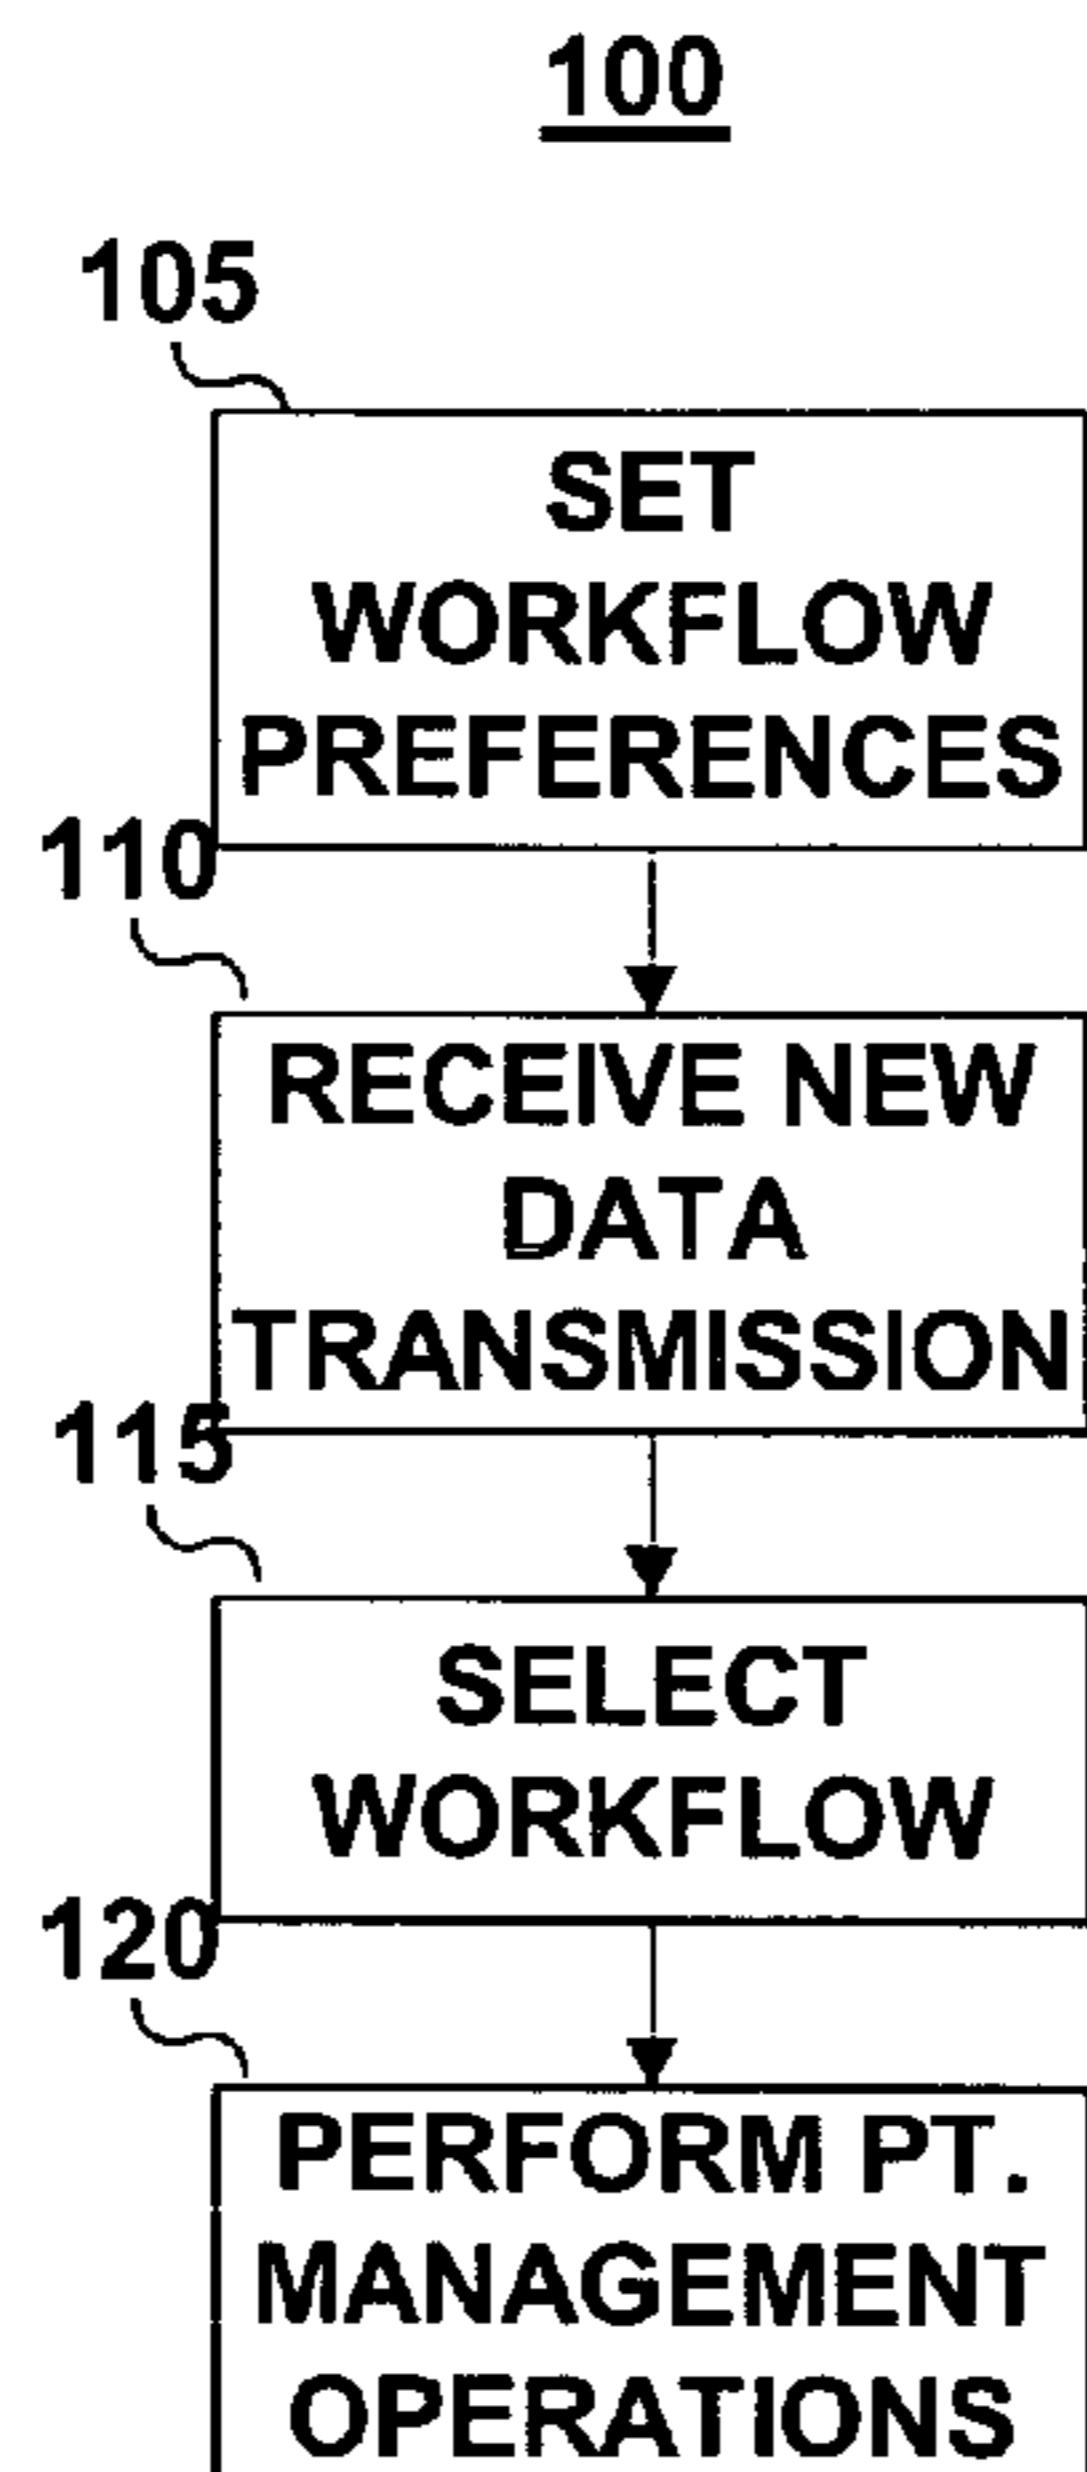 100
105
SET
WORKFLOW
PREFERENCES
110
RECEIVE NEW
DATA
TRANSMISSION
115
SELECT
WORKFLOW
120
PERFORM PT.
MANAGEMENT
OPERATIONS